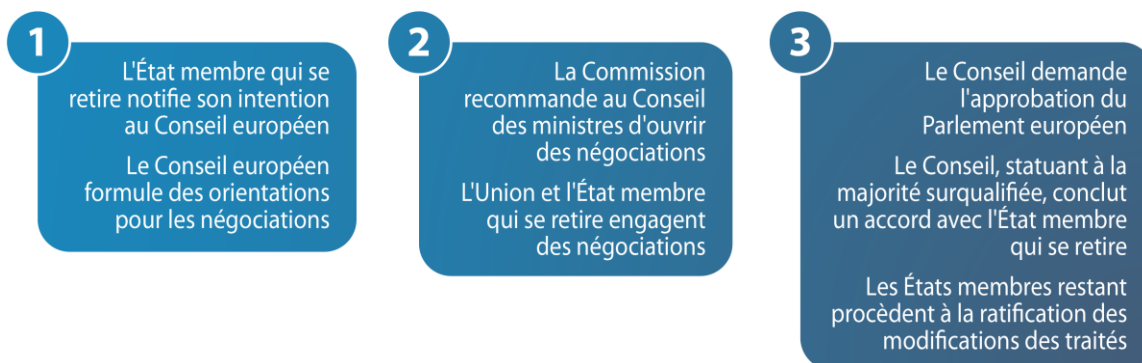 1
L'État membre qui se
retire notifie son intention
au Conseil européen
Le Conseil européen
formule des orientations
pour les négociations
2
La Commission
recommande au Conseil
des ministres d'ouvrir
des négociations
L'Union et l'État membre
qui se retire engagent
des négociations
3
Le Conseil demande
l'approbation du
Parlement européen
Le Conseil, statuant à la
majorité surqualifiée, conclut
un accord avec l'État membre
qui se retire
Les États membres restant
procèdent à la ratification des
modifications des traités